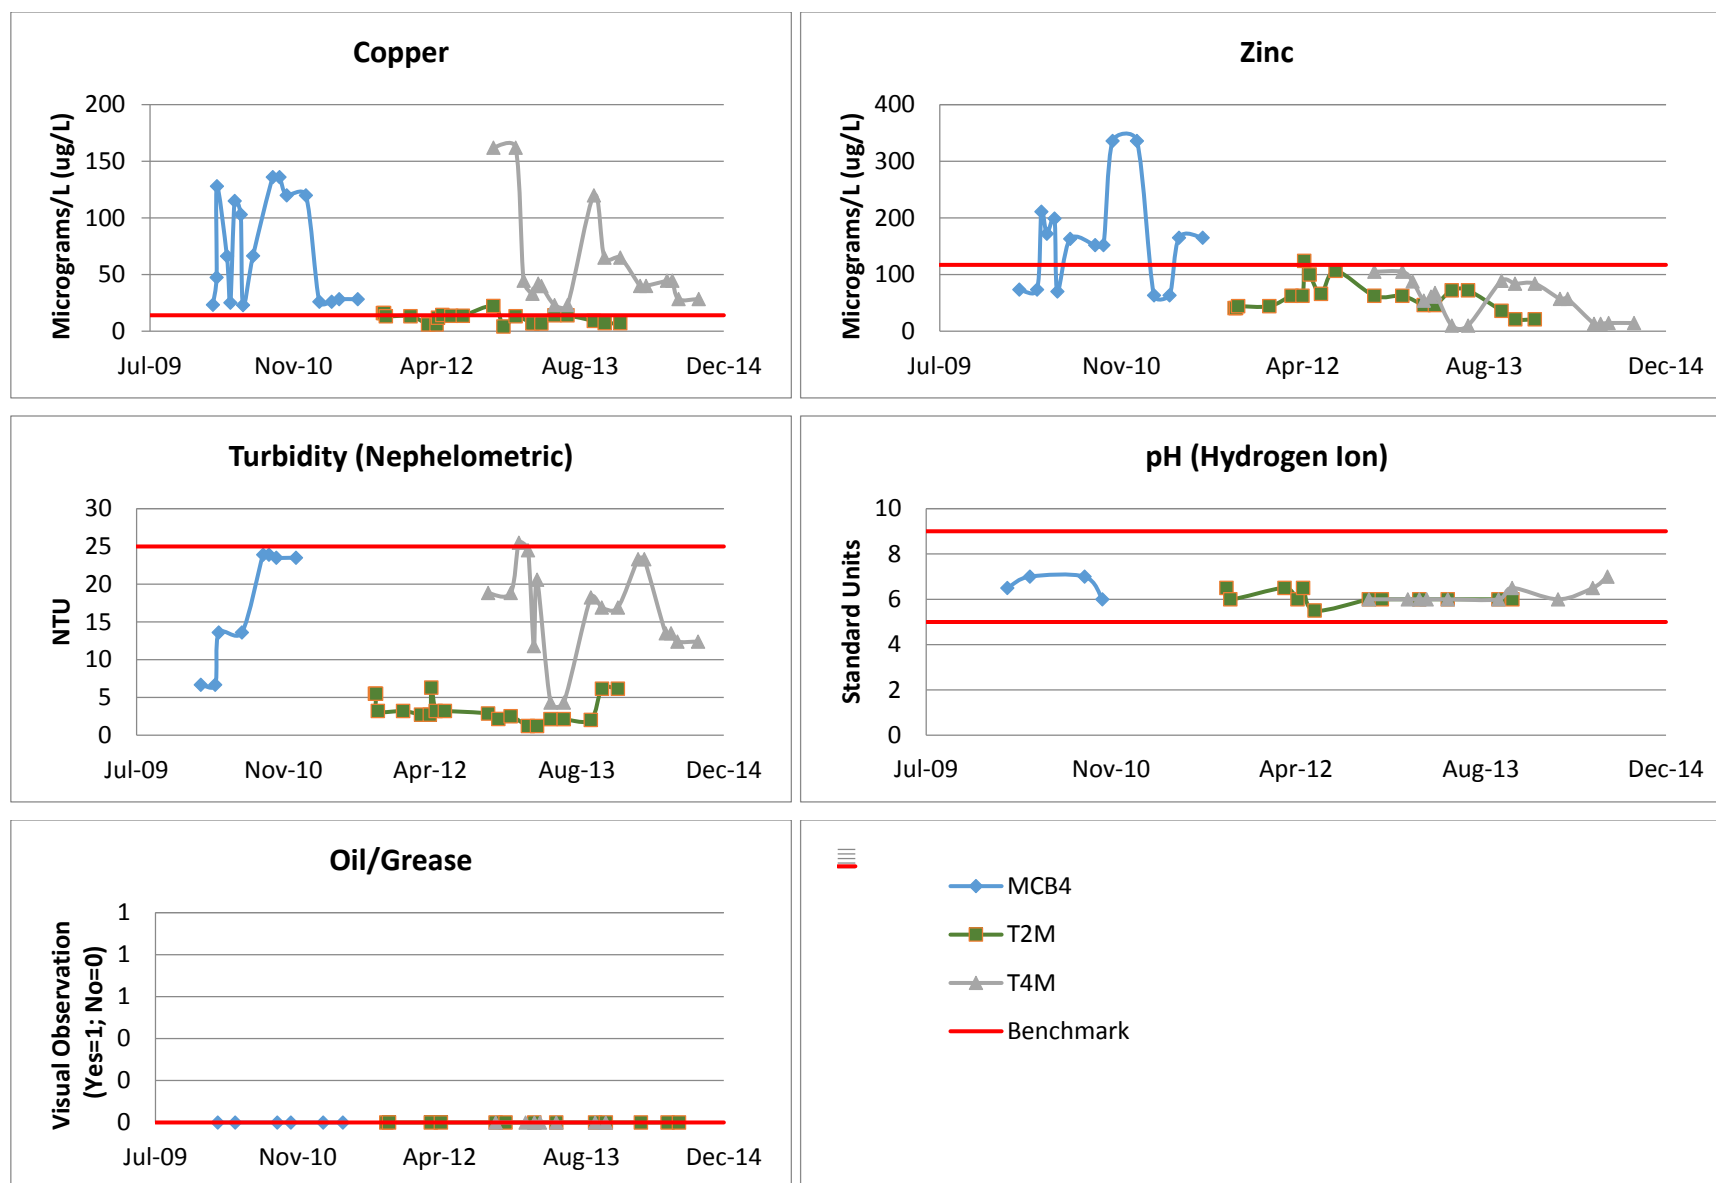 Copper
Micrograms/L (ug/L)
200
150
100
50
0
Jul-09 Nov-10 Apr-12 Aug-13 Dec-14
Zinc
Micrograms/L (ug/L)
400
300
200
100
0
Jul-09 Nov-10 Apr-12 Aug-13 Dec-14
Turbidity (Nephelometric)
NTU
30
25
20
15
10
5
0
Jul-09 Nov-10 Apr-12 Aug-13 Dec-14
pH (Hydrogen Ion)
Standard Units
10
8
6
4
2
0
Jul-09 Nov-10 Apr-12 Aug-13 Dec-14
Oil/Grease
Visual Observation
(Yes=1; No=0)
1
1
1
0
0
0
Jul-09 Nov-10 Apr-12 Aug-13 Dec-14
MCB4
T2M
T4M
Benchmark